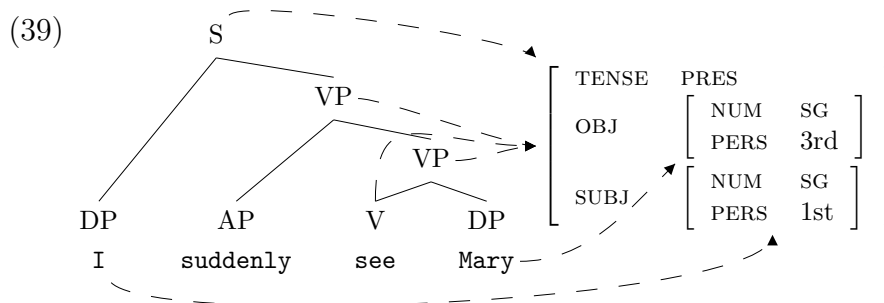 (39)
S
TENSE PRES
VP
NUM SG
OBJ
PERS 3rd
VP
NUM SG
SUBJ
PERS 1st
DP AP V DP
I suddenly see Mary